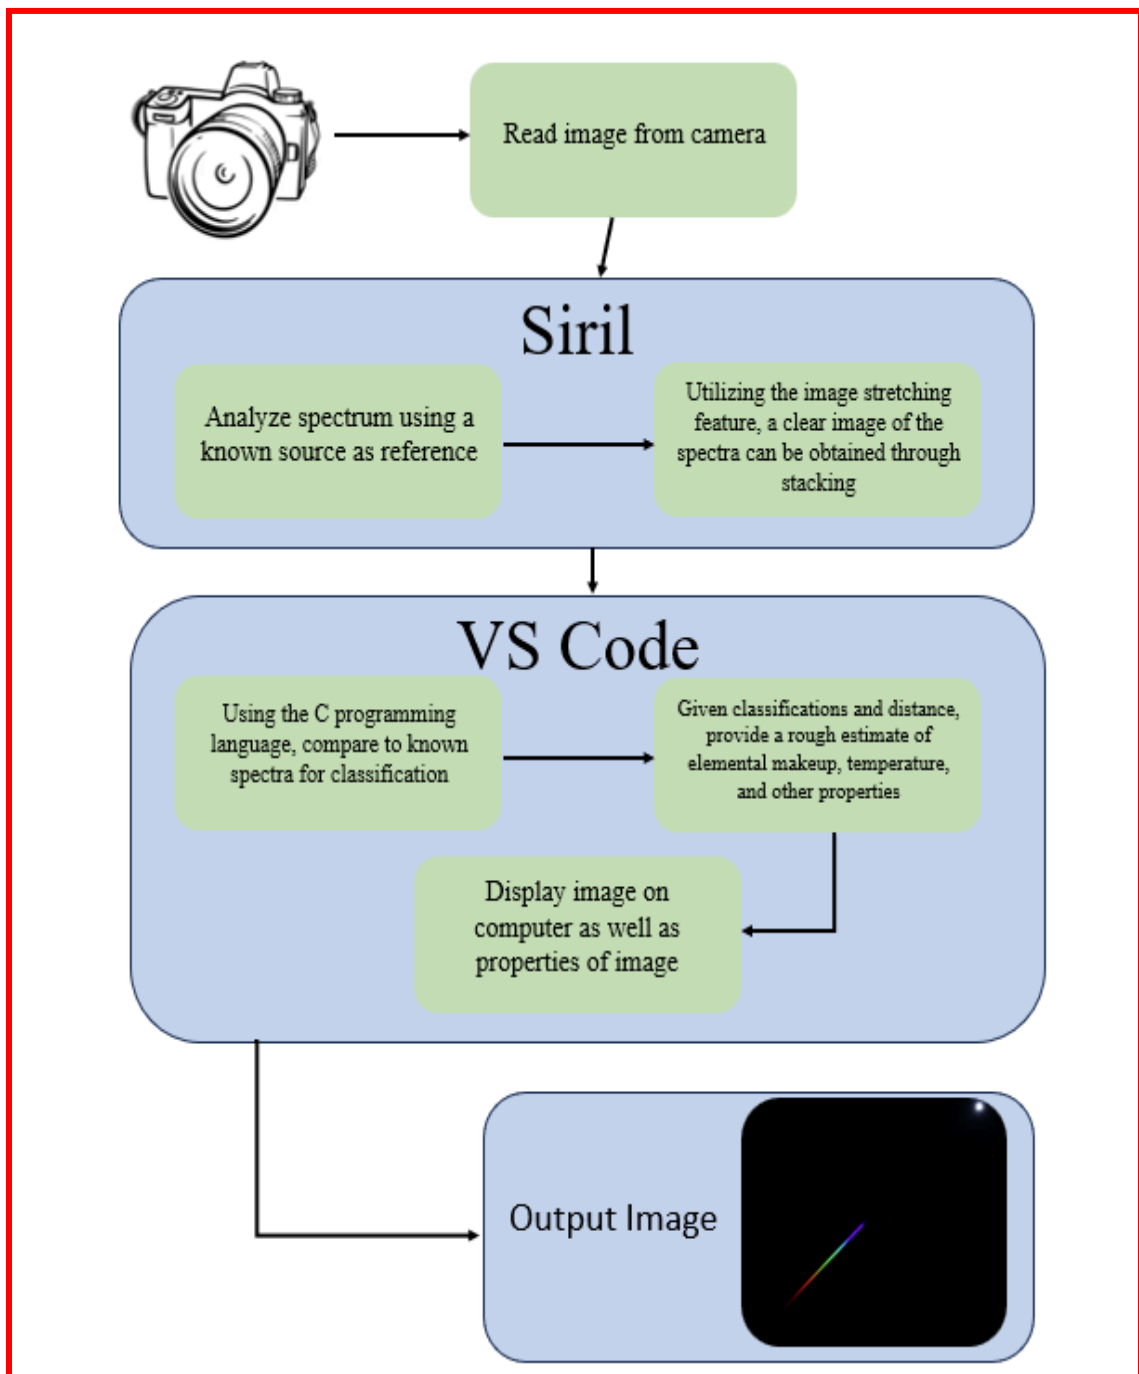 Read image from camera
Siril
Analyze spectrum using a
known source as reference
Utilizing the image stretching
feature, a clear image of the
spectra can be obtained through
stacking
VS Code
Using the C programming
language, compare to known
spectra for classification
Given classifications and distance,
provide a rough estimate of
elemental makeup, temperature,
and other properties
Display image on
computer as well as
properties of image
Output Image